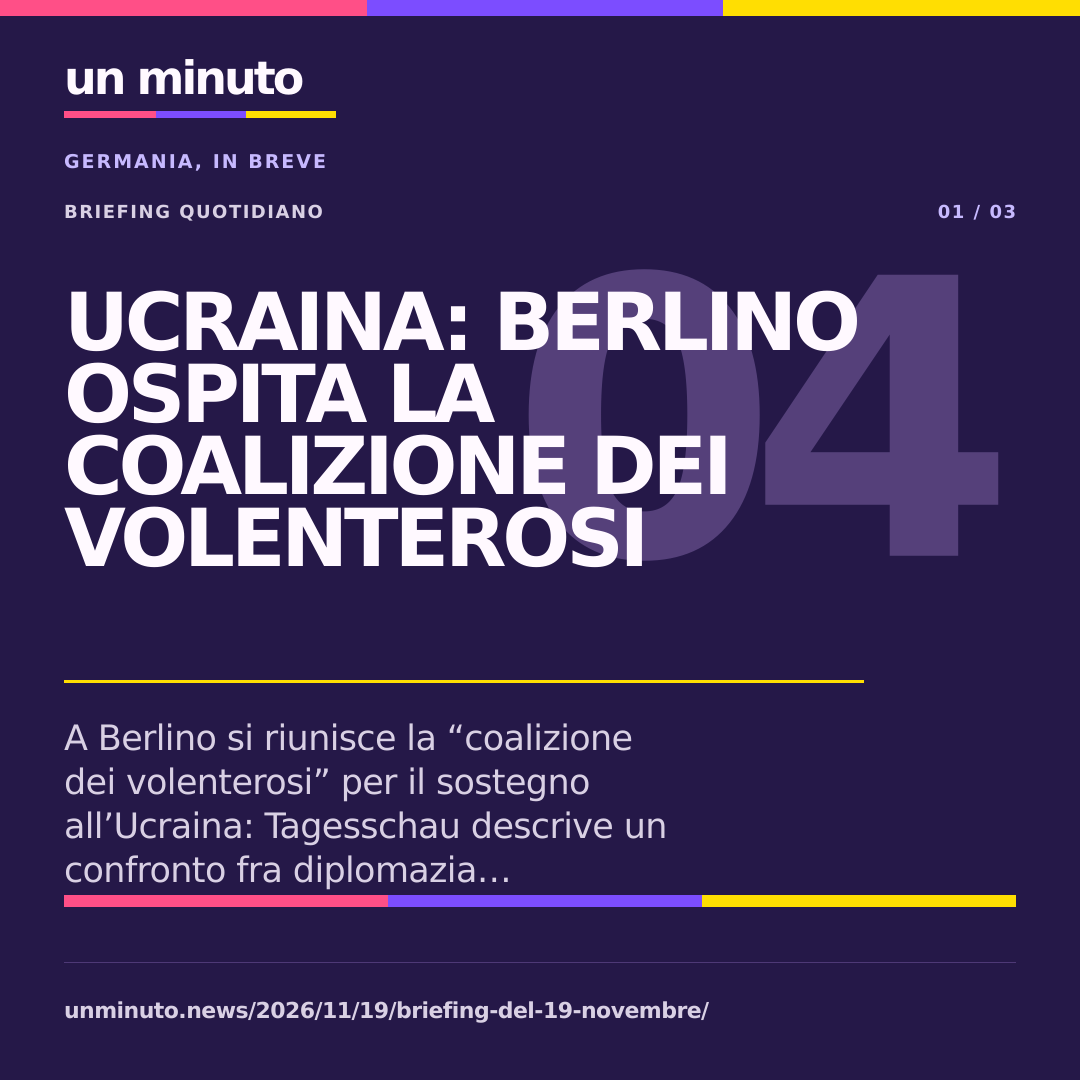 un minuto
GERMANIA, IN BREVE
BRIEFING QUOTIDIANO
01 / 03
04
UCRAINA: BERLINO
OSPITA LA
COALIZIONE DEI
VOLENTEROSI
A Berlino si riunisce la “coalizione
dei volenterosi” per il sostegno
all’Ucraina: Tagesschau descrive un
confronto fra diplomazia…
unminuto.news/2026/11/19/briefing-del-19-novembre/